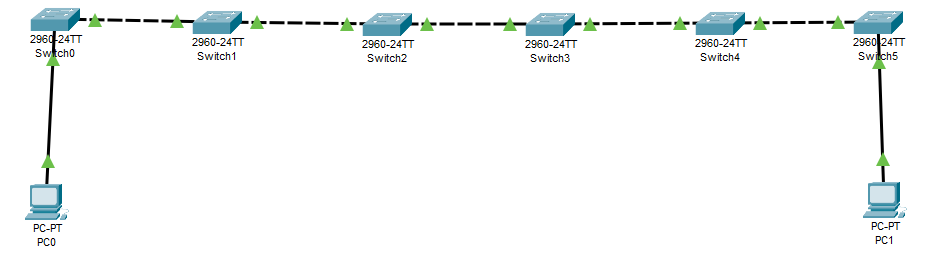 2960-24TT
Switch0
2960-24TT
Switch1
2960-24TT
Switch2
2960-24TT
Switch3
2960-24TT
Switch4
2960-24TT
Switch5
PC-PT
PC0
PC-PT
PC1